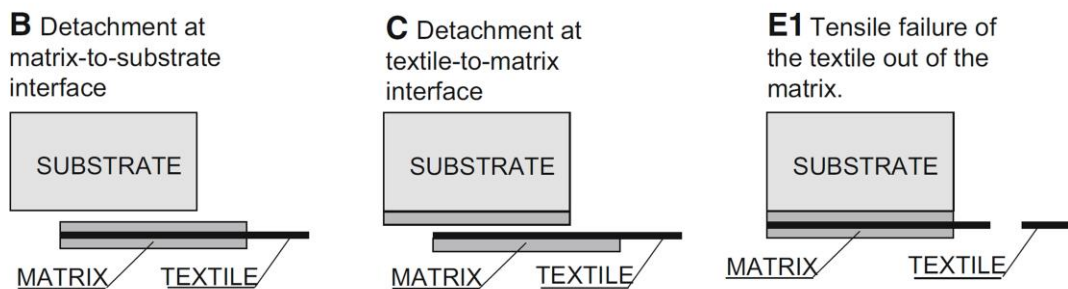 B Detachment at
matrix-to-substrate
interface
SUBSTRATE
MATRIX
TEXTILE
C Detachment at
textile-to-matrix
interface
SUBSTRATE
MATRIX
TEXTILE
E1 Tensile failure of
the textile out of the
matrix.
SUBSTRATE
MATRIX
TEXTILE